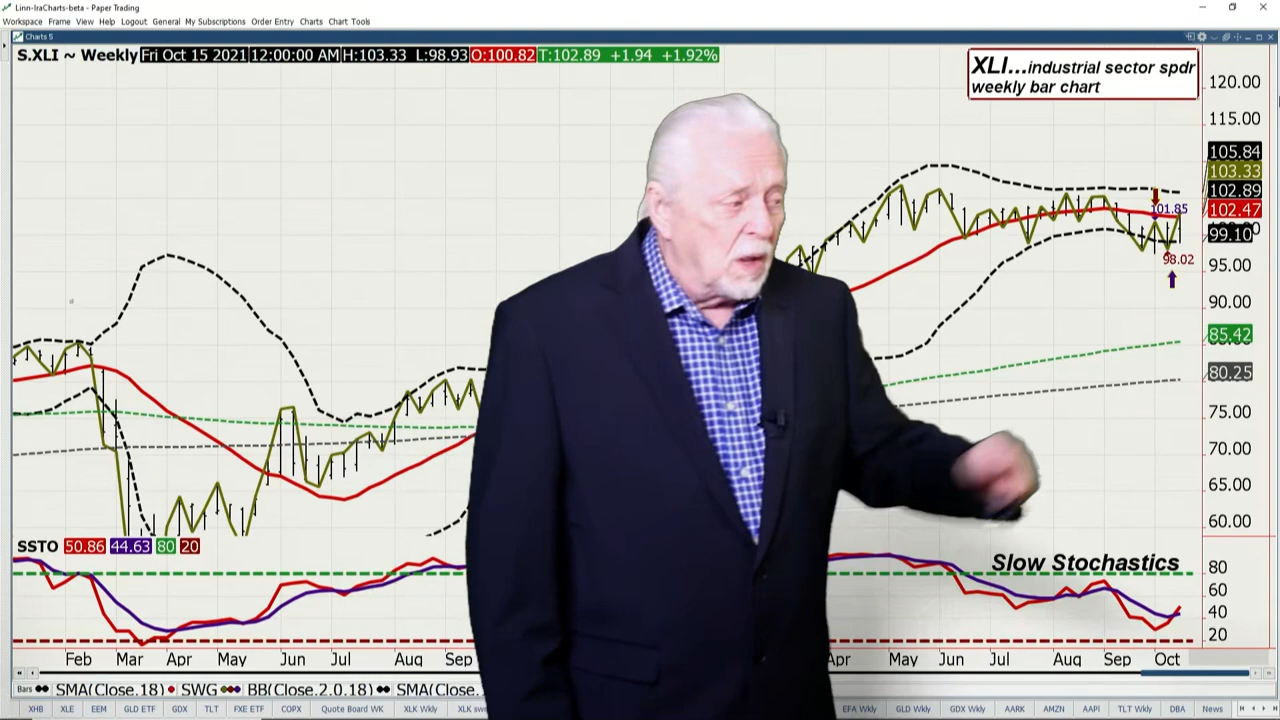 Linn-IraCharts-beta - Paper Trading
Workspace Frame View Help Logout General My Subscriptions Order Entry Charts Chart Tools
Charts 5
S.XLI ~ Weekly Fri Oct 15 2021 12:00:00 AM H:103.33 L:98.93 O:100.82 T:102.89 +1.94 +1.92%
XLI...industrial sector spdr
weekly bar chart
120.00
115.00
105.84
103.33
102.89
101.85
102.47
99.10
98.02
95.00
90.00
85.42
80.25
75.00
70.00
65.00
60.00
SSTO 50.86 44.63 80 20
Slow Stochastics
80
60
40
20
Feb Mar Apr May Jun Jul Aug Sep Apr May Jun Jul Aug Sep Oct
Bars SMA(Close.18) SWG BB(Close.2.0.18) SMA(Close.
XHB XLE EEM GLD ETF GDX TLT FXE ETF COPX Quote Board WK XLK Wkly XLK swe EFA Wkly GLD Wkly GDX Wkly AARK AMZN AAPl TLT Wkly DBA News